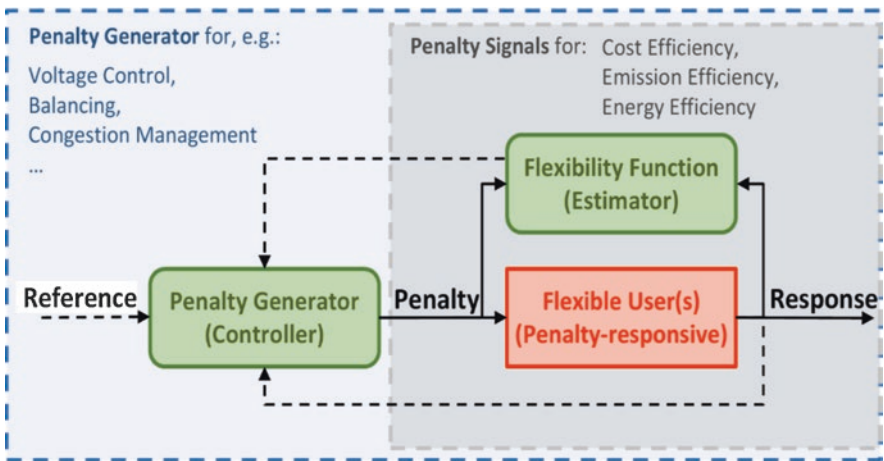 Penalty Generator for, e.g.:
Voltage Control,
Balancing,
Congestion Management
...
Penalty Signals for: Cost Efficiency,
Emission Efficiency,
Energy Efficiency
Flexibility Function
(Estimator)
Reference
Penalty Generator
(Controller)
Penalty
Flexible User(s)
(Penalty-responsive)
Response